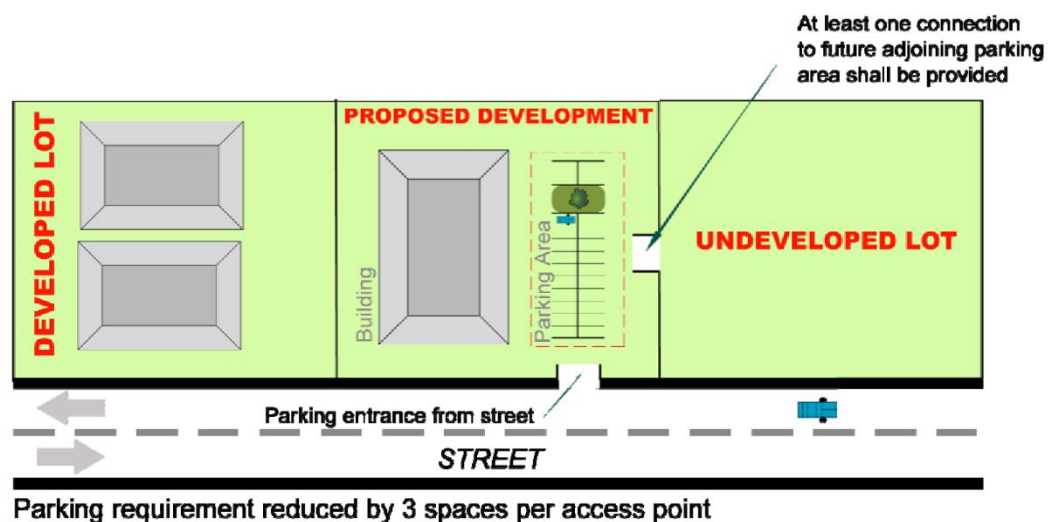 At least one connection
to future adjoining parking
area shall be provided
DEVELOPED LOT
PROPOSED DEVELOPMENT
Building
Parking Area
UNDEVELOPED LOT
Parking entrance from street
STREET
Parking requirement reduced by 3 spaces per access point